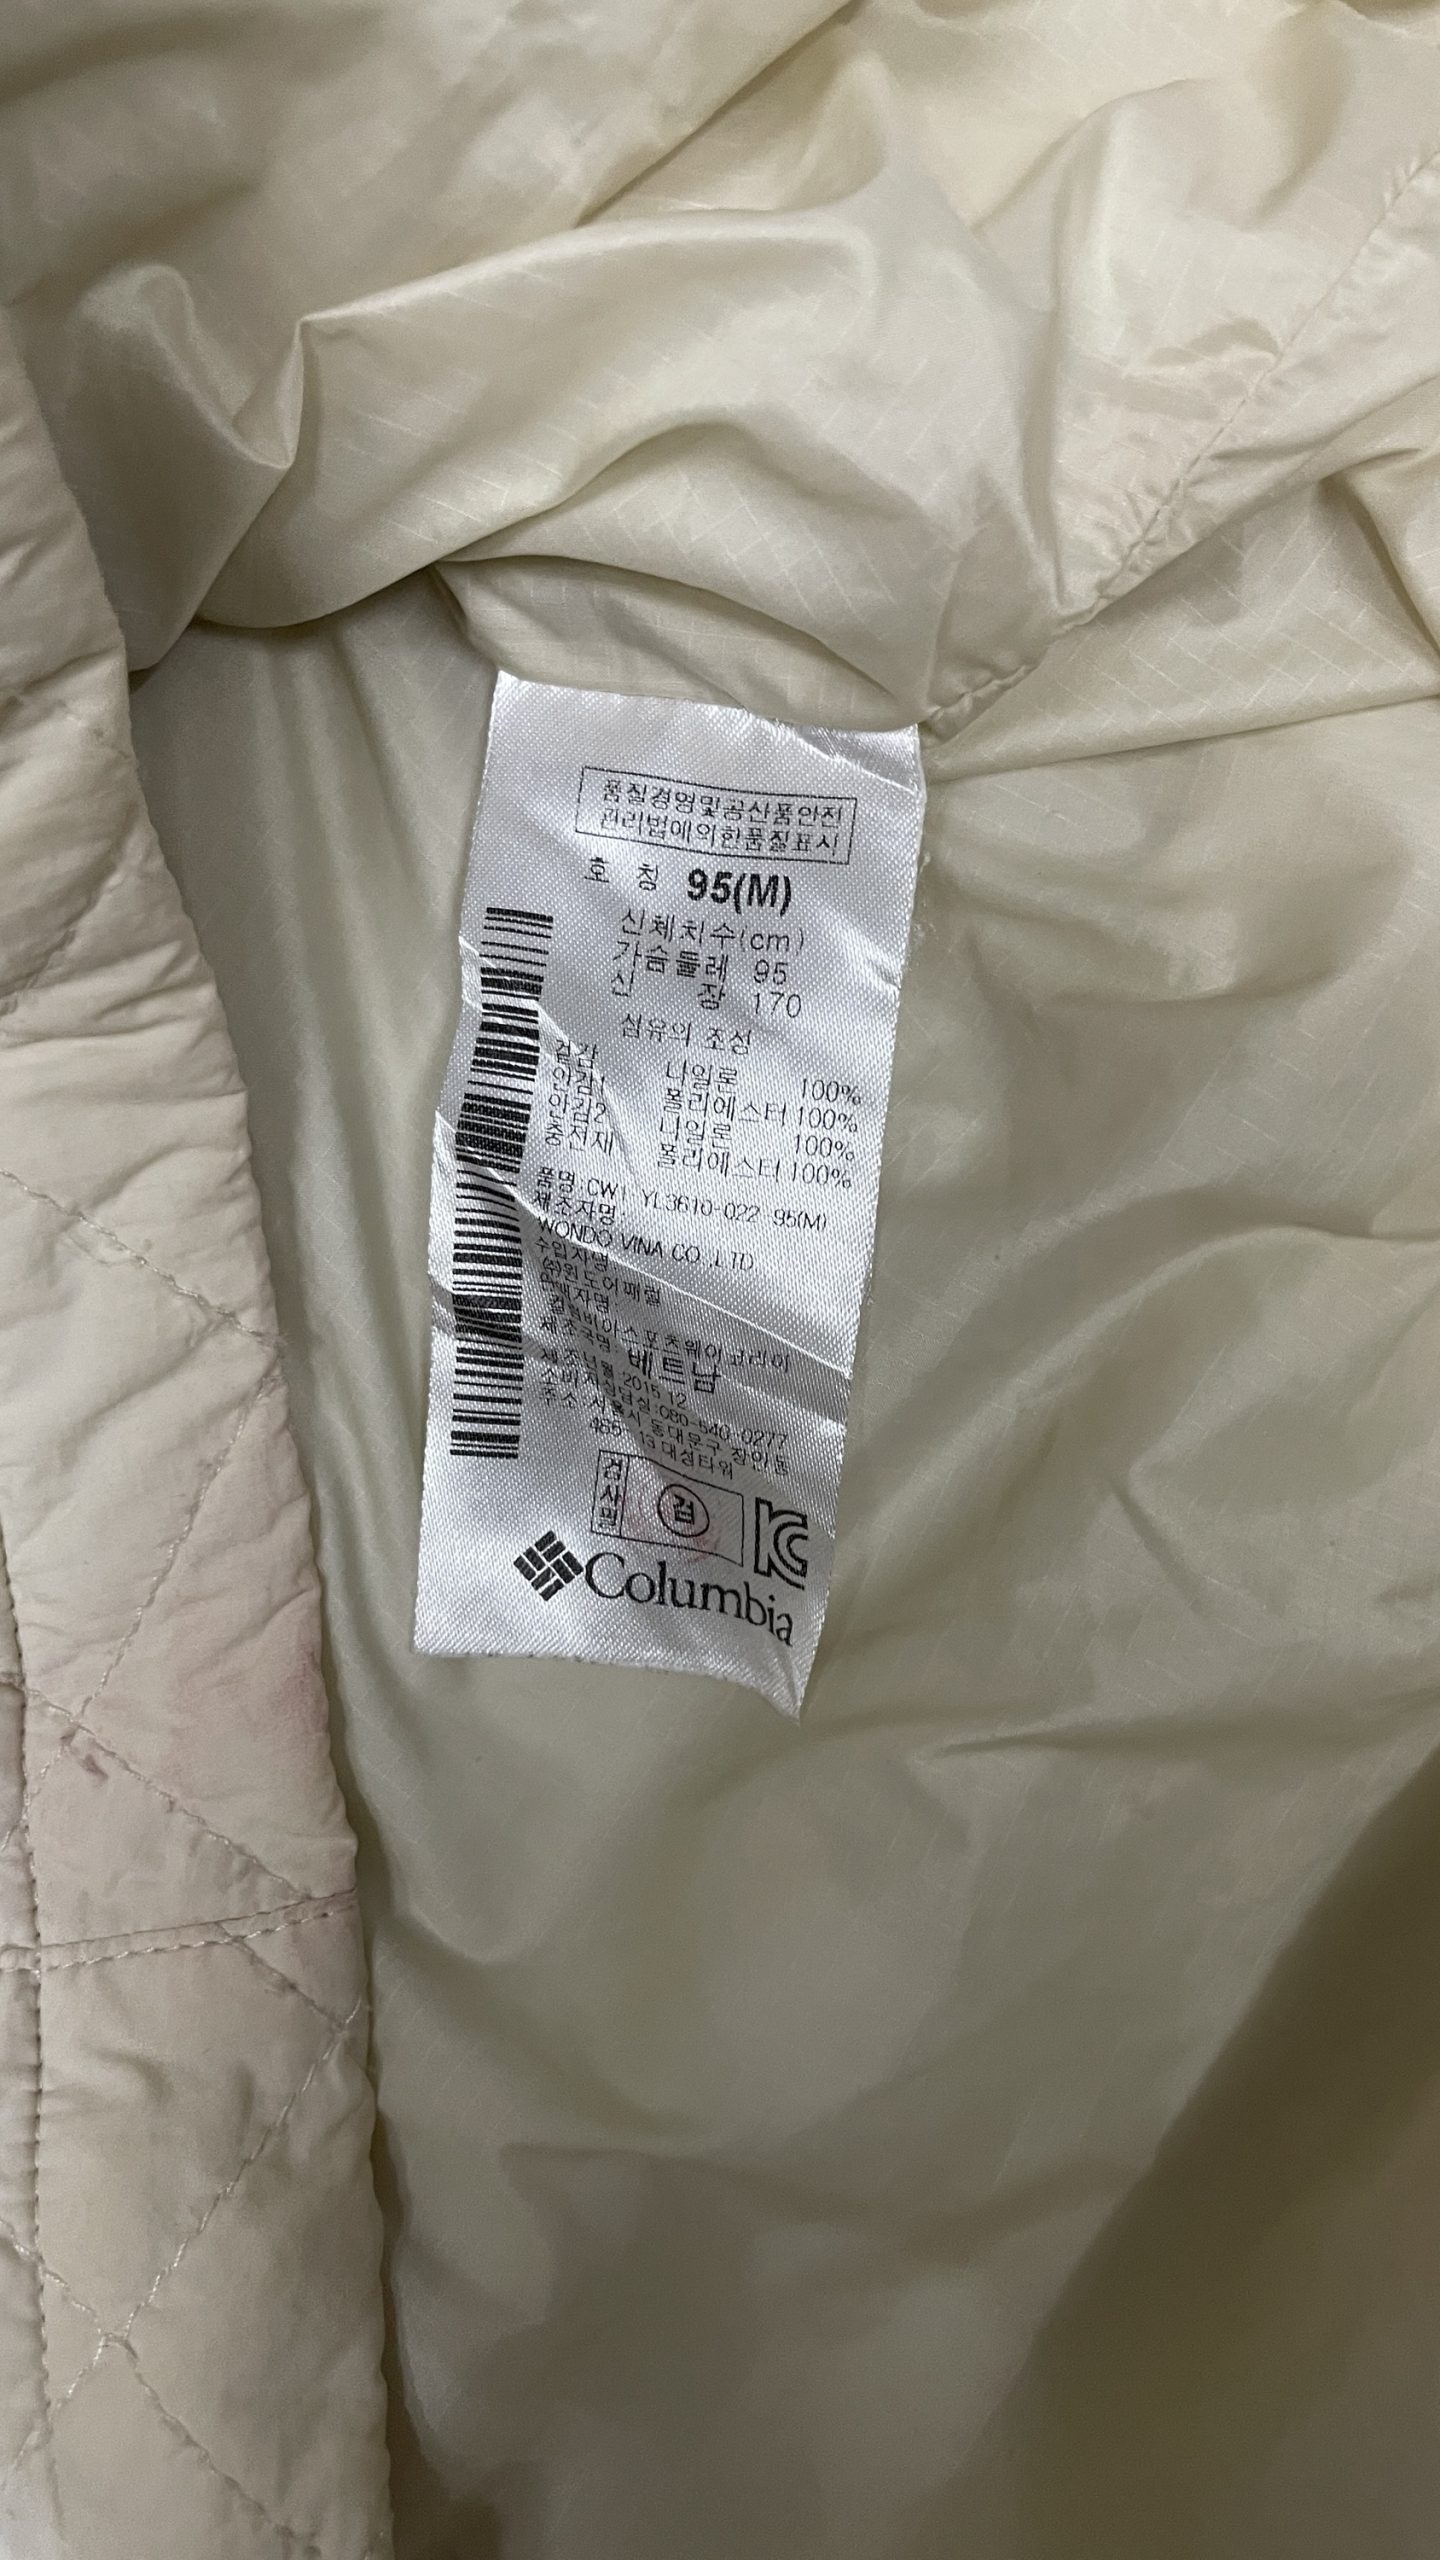 품질경영및공산품안전
관리법에의한품질표시
호 칭 95(M)
신체치수(cm)
가슴둘레 95
신 장 170
섬유의 조성
겉감 나일론 100%
안감1 폴리에스터 100%
안감2 나일론 100%
충전재 폴리에스터 100%
품명: CW1 YL3610-022 95(M)
제조자명:
WONDO VINA CO.,LTD
수입자명
판매자명:
컬럼비아스포츠웨어코리아
제조국명: 베트남
제조년월:2015.12
소비자상담실:080-540-0277
주소:서울시 동대문구 장안동
465-13 대성타워
검사필
검
KC
Columbia